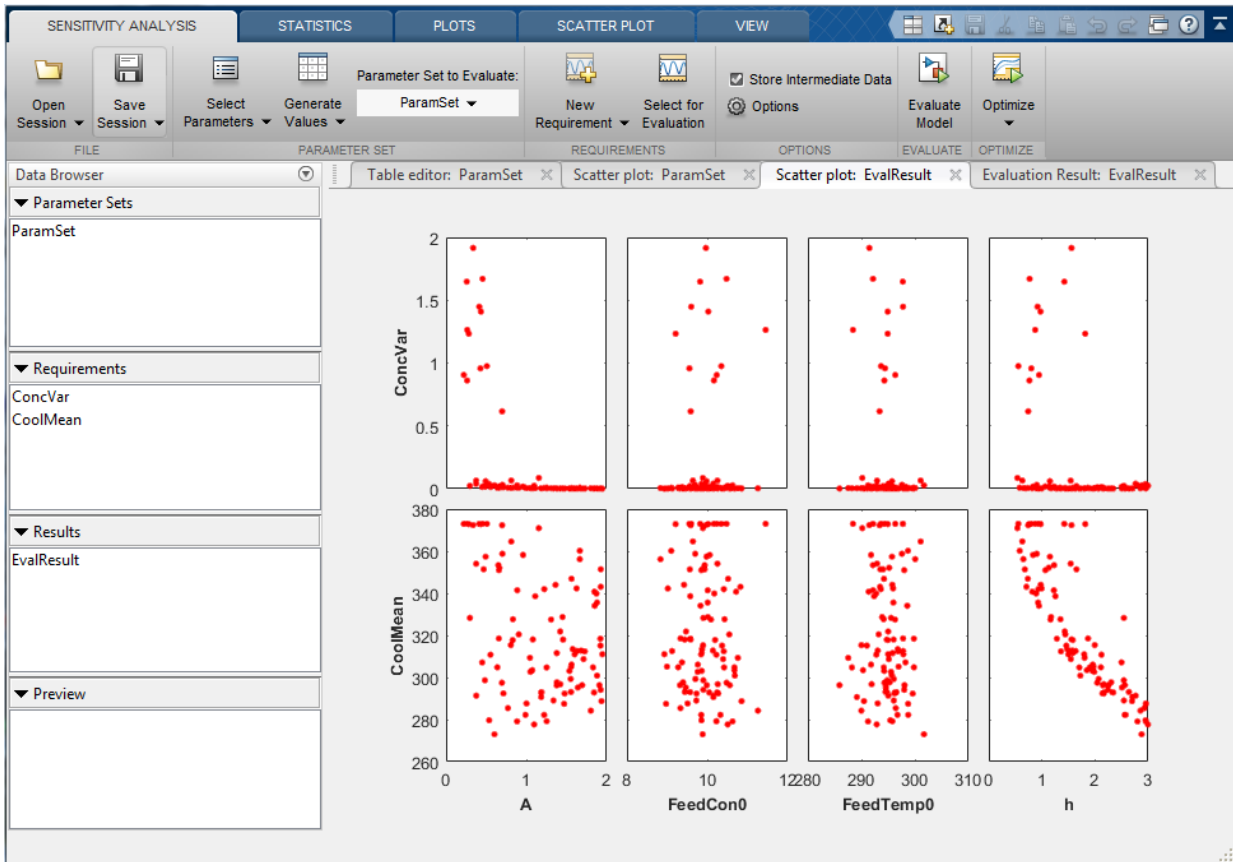 SENSITIVITY ANALYSIS STATISTICS PLOTS SCATTER PLOT VIEW
Open Session
Save Session
Select Parameters
Generate Values
Parameter Set to Evaluate:
ParamSet
New Requirement
Select for Evaluation
Store Intermediate Data
Options
Evaluate Model
Optimize
FILE PARAMETER SET REQUIREMENTS OPTIONS EVALUATE OPTIMIZE
Data Browser
Parameter Sets
ParamSet
Requirements
ConcVar
CoolMean
Results
EvalResult
Preview
Table editor: ParamSet Scatter plot: ParamSet Scatter plot: EvalResult Evaluation Result: EvalResult
ConcVar
2
1.5
1
0.5
0
CoolMean
380
360
340
320
300
280
260
0 1 2 8 10 12 280 290 300 310 0 1 2 3
A FeedCon0 FeedTemp0 h